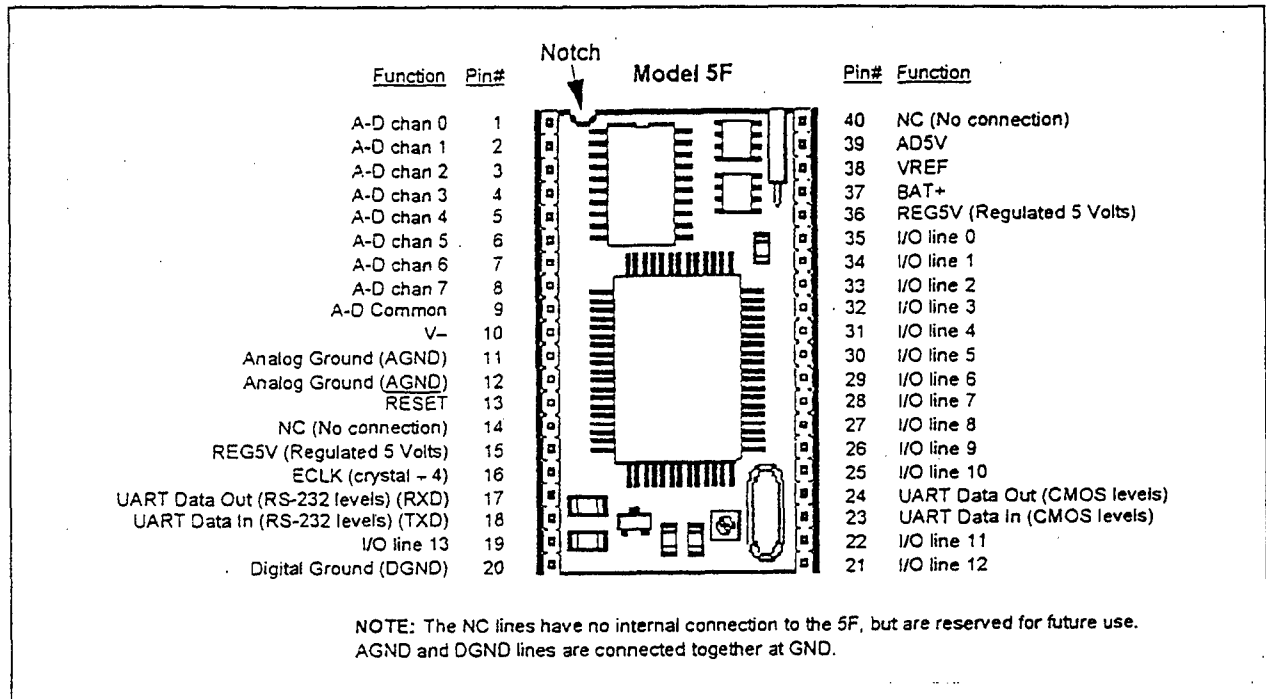 Notch
Model 5F
Function Pin#
A-D chan 0 1
A-D chan 1 2
A-D chan 2 3
A-D chan 3 4
A-D chan 4 5
A-D chan 5 6
A-D chan 6 7
A-D chan 7 8
A-D Common 9
V– 10
Analog Ground (AGND) 11
Analog Ground (AGND) 12
RESET 13
NC (No connection) 14
REG5V (Regulated 5 Volts) 15
ECLK (crystal ÷ 4) 16
UART Data Out (RS-232 levels) (RXD) 17
UART Data In (RS-232 levels) (TXD) 18
I/O line 13 19
Digital Ground (DGND) 20
Pin# Function
40 NC (No connection)
39 AD5V
38 VREF
37 BAT+
36 REG5V (Regulated 5 Volts)
35 I/O line 0
34 I/O line 1
33 I/O line 2
32 I/O line 3
31 I/O line 4
30 I/O line 5
29 I/O line 6
28 I/O line 7
27 I/O line 8
26 I/O line 9
25 I/O line 10
24 UART Data Out (CMOS levels)
23 UART Data In (CMOS levels)
22 I/O line 11
21 I/O line 12
NOTE: The NC lines have no internal connection to the 5F, but are reserved for future use.
AGND and DGND lines are connected together at GND.